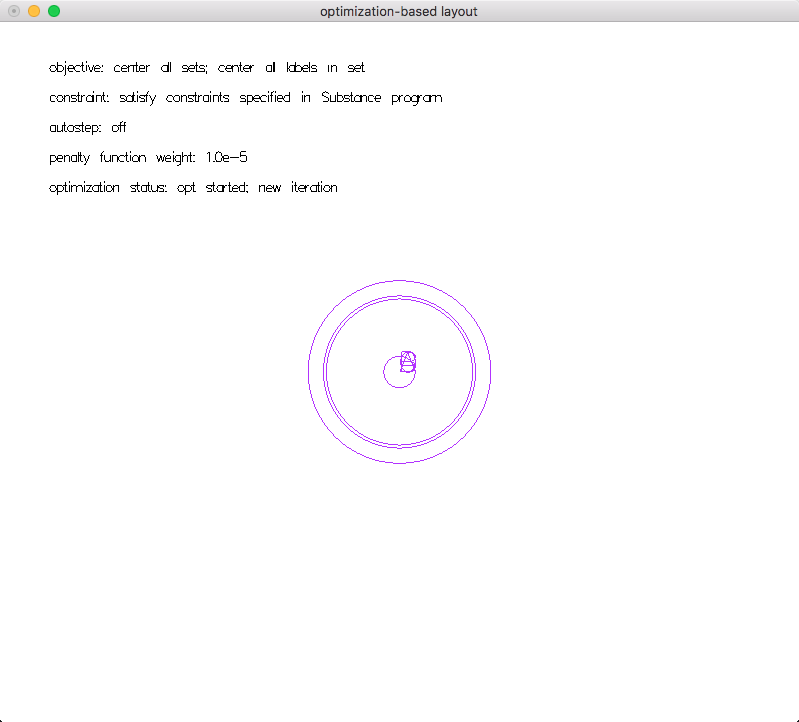 optimization-based layout
objective: center all sets; center all labels in set
constraint: satisfy constraints specified in Substance program
autostep: off
penalty function weight: 1.0e-5
optimization status: opt started; new iteration